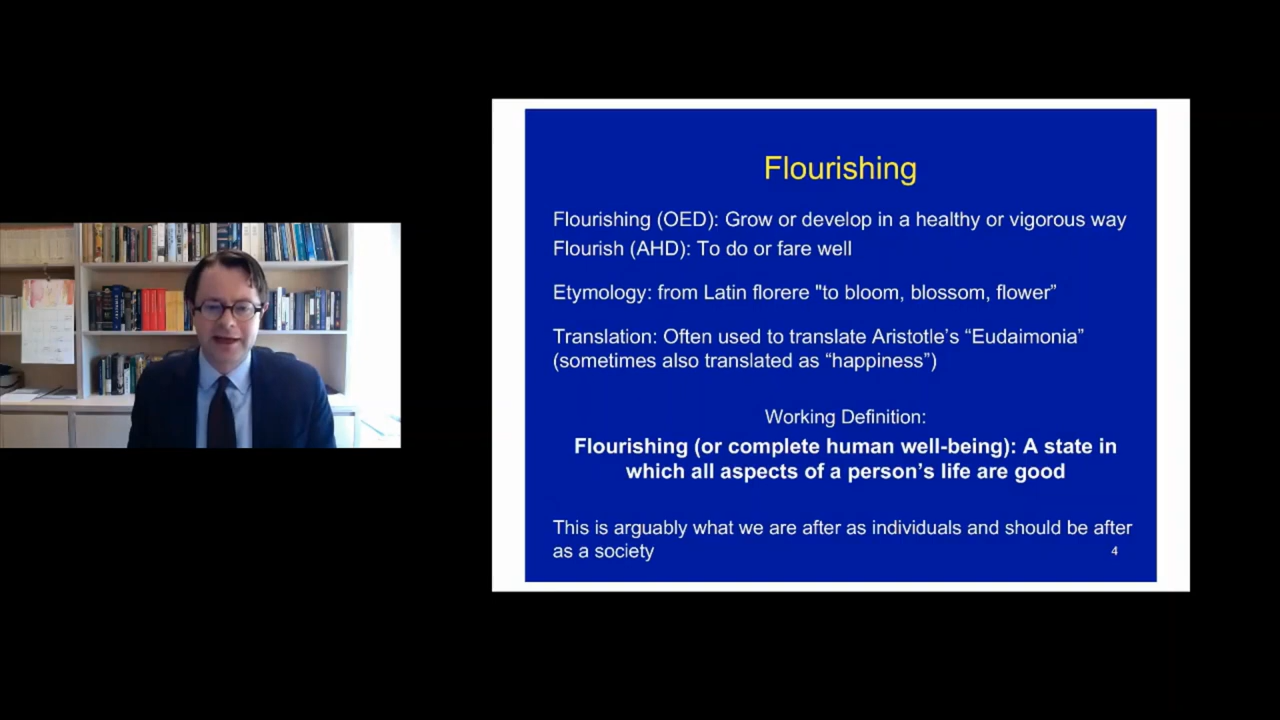 Flourishing
Flourishing (OED): Grow or develop in a healthy or vigorous way
Flourish (AHD): To do or fare well
Etymology: from Latin florere "to bloom, blossom, flower”
Translation: Often used to translate Aristotle’s “Eudaimonia”
(sometimes also translated as “happiness”)
Working Definition:
Flourishing (or complete human well-being): A state in
which all aspects of a person’s life are good
This is arguably what we are after as individuals and should be after
as a society
4